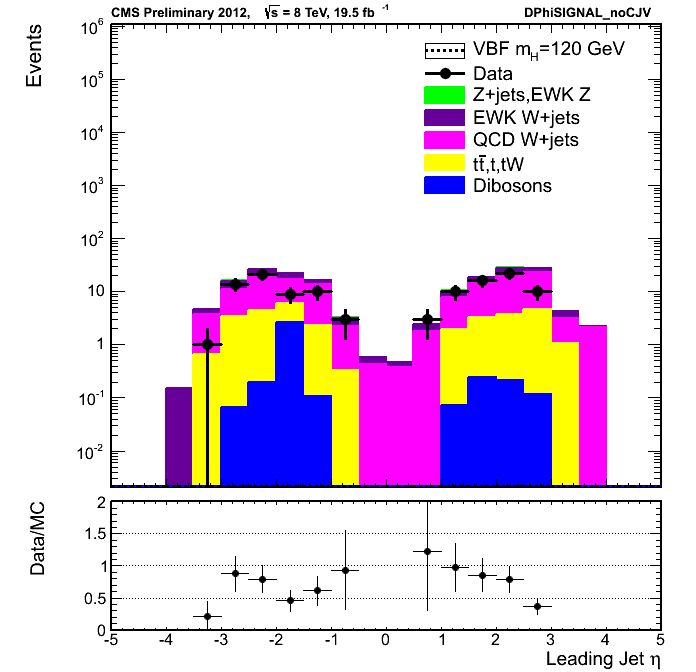 CMS Preliminary 2012, √s = 8 TeV, 19.5 fb⁻¹ DPhiSIGNAL_noCJV
Events
10⁶
10⁵
10⁴
10³
10²
10
1
10⁻¹
10⁻²
VBF m_H=120 GeV
Data
Z+jets,EWK Z
EWK W+jets
QCD W+jets
tt̄,t,tW
Dibosons
Data/MC
2
1.5
1
0.5
0
-5 -4 -3 -2 -1 0 1 2 3 4 5
Leading Jet η